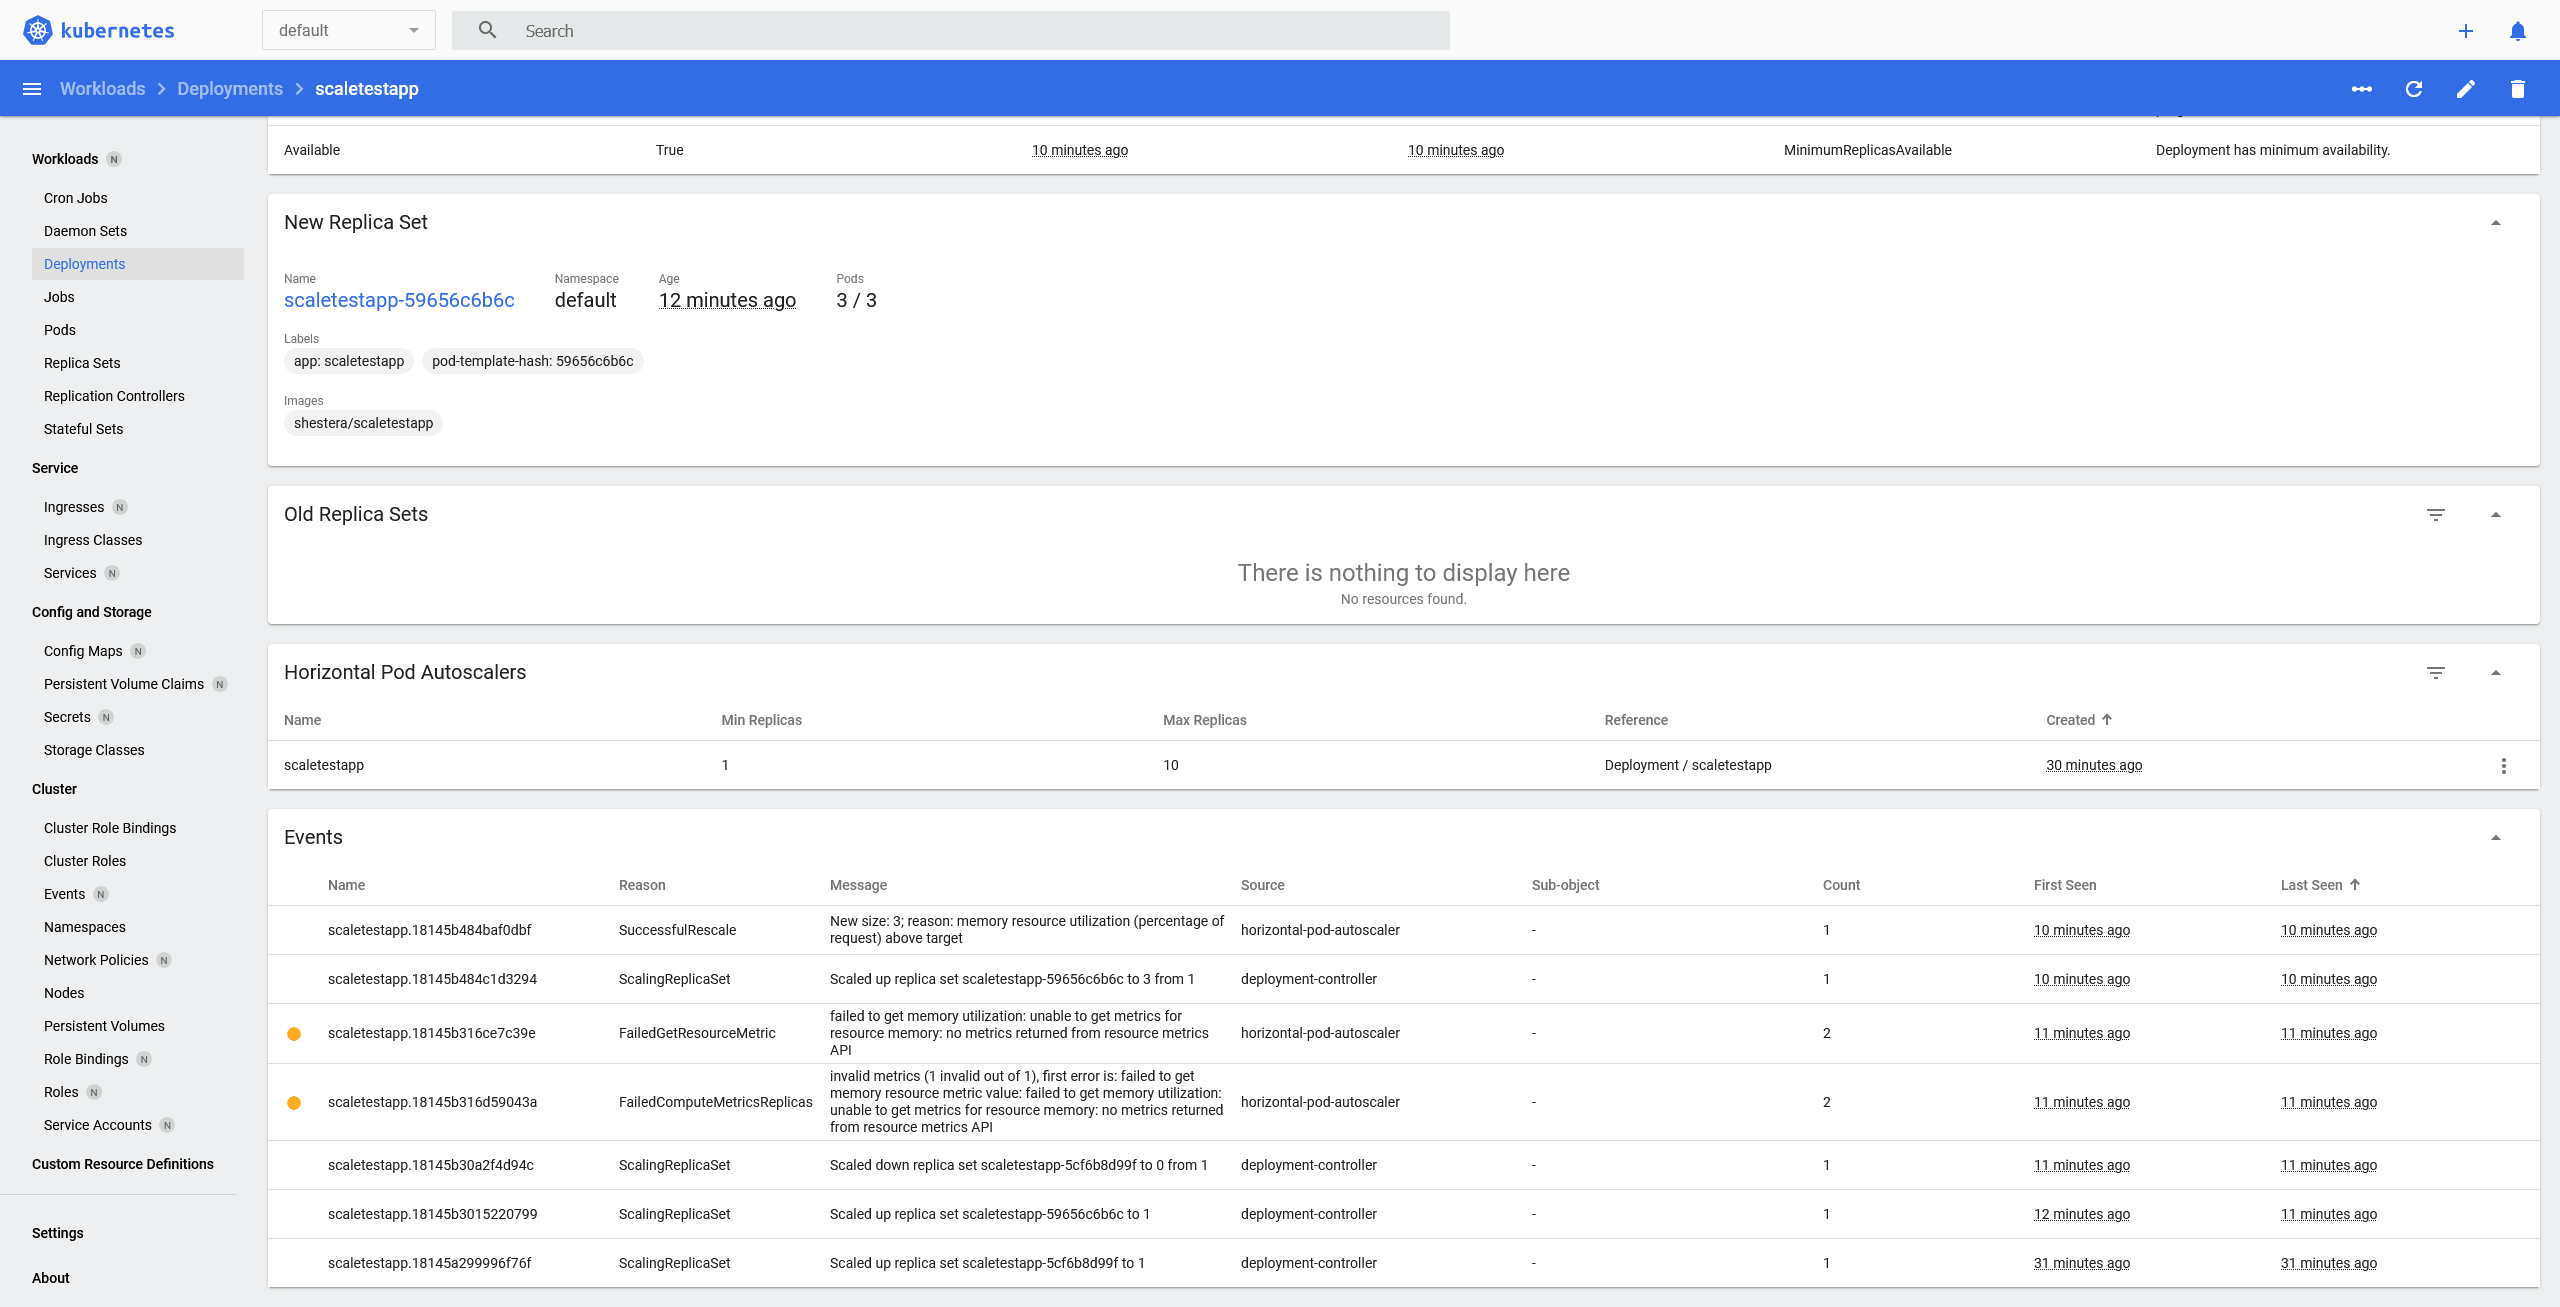 kubernetes
default
Search
Workloads
Deployments
scaletestapp
Workloads N
Cron Jobs
Daemon Sets
Deployments
Jobs
Pods
Replica Sets
Replication Controllers
Stateful Sets
Service
Ingresses N
Ingress Classes
Services N
Config and Storage
Config Maps N
Persistent Volume Claims N
Secrets N
Storage Classes
Cluster
Cluster Role Bindings
Cluster Roles
Events N
Namespaces
Network Policies N
Nodes
Persistent Volumes
Role Bindings N
Roles N
Service Accounts N
Custom Resource Definitions
Settings
About
Available True 10 minutes ago 10 minutes ago MinimumReplicasAvailable Deployment has minimum availability.
New Replica Set
Name Namespace Age Pods
scaletestapp-59656c6b6c default 12 minutes ago 3 / 3
Labels
app: scaletestapp pod-template-hash: 59656c6b6c
Images
shestera/scaletestapp
Old Replica Sets
There is nothing to display here
No resources found.
Horizontal Pod Autoscalers
Name Min Replicas Max Replicas Reference Created
scaletestapp 1 10 Deployment / scaletestapp 30 minutes ago
Events
Name Reason Message Source Sub-object Count First Seen Last Seen
scaletestapp.18145b484baf0dbf SuccessfulRescale New size: 3; reason: memory resource utilization (percentage of
request) above target horizontal-pod-autoscaler - 1 10 minutes ago 10 minutes ago
scaletestapp.18145b484c1d3294 ScalingReplicaSet Scaled up replica set scaletestapp-59656c6b6c to 3 from 1 deployment-controller - 1 10 minutes ago 10 minutes ago
failed to get memory utilization: unable to get metrics for
scaletestapp.18145b316ce7c39e FailedGetResourceMetric resource memory: no metrics returned from resource metrics horizontal-pod-autoscaler - 2 11 minutes ago 11 minutes ago
API
invalid metrics (1 invalid out of 1), first error is: failed to get
memory resource metric value: failed to get memory utilization:
scaletestapp.18145b316d59043a FailedComputeMetricsReplicas unable to get metrics for resource memory: no metrics returned horizontal-pod-autoscaler - 2 11 minutes ago 11 minutes ago
from resource metrics API
scaletestapp.18145b30a2f4d94c ScalingReplicaSet Scaled down replica set scaletestapp-5cf6b8d99f to 0 from 1 deployment-controller - 1 11 minutes ago 11 minutes ago
scaletestapp.18145b3015220799 ScalingReplicaSet Scaled up replica set scaletestapp-59656c6b6c to 1 deployment-controller - 1 12 minutes ago 11 minutes ago
scaletestapp.18145a299996f76f ScalingReplicaSet Scaled up replica set scaletestapp-5cf6b8d99f to 1 deployment-controller - 1 31 minutes ago 31 minutes ago